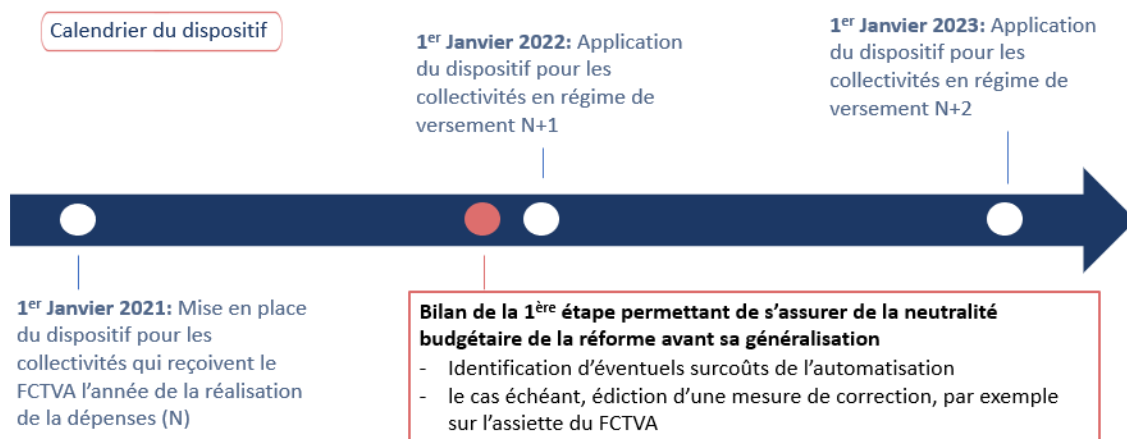 Calendrier du dispositif
1er Janvier 2022: Application
du dispositif pour les
collectivités en régime de
versement N+1
1er Janvier 2023: Application
du dispositif pour les
collectivités en régime de
versement N+2
1er Janvier 2021: Mise en place
du dispositif pour les
collectivités qui reçoivent le
FCTVA l’année de la réalisation
de la dépenses (N)
Bilan de la 1ère étape permettant de s’assurer de la neutralité
budgétaire de la réforme avant sa généralisation
- Identification d’éventuels surcoûts de l’automatisation
- le cas échéant, édiction d’une mesure de correction, par exemple
sur l’assiette du FCTVA